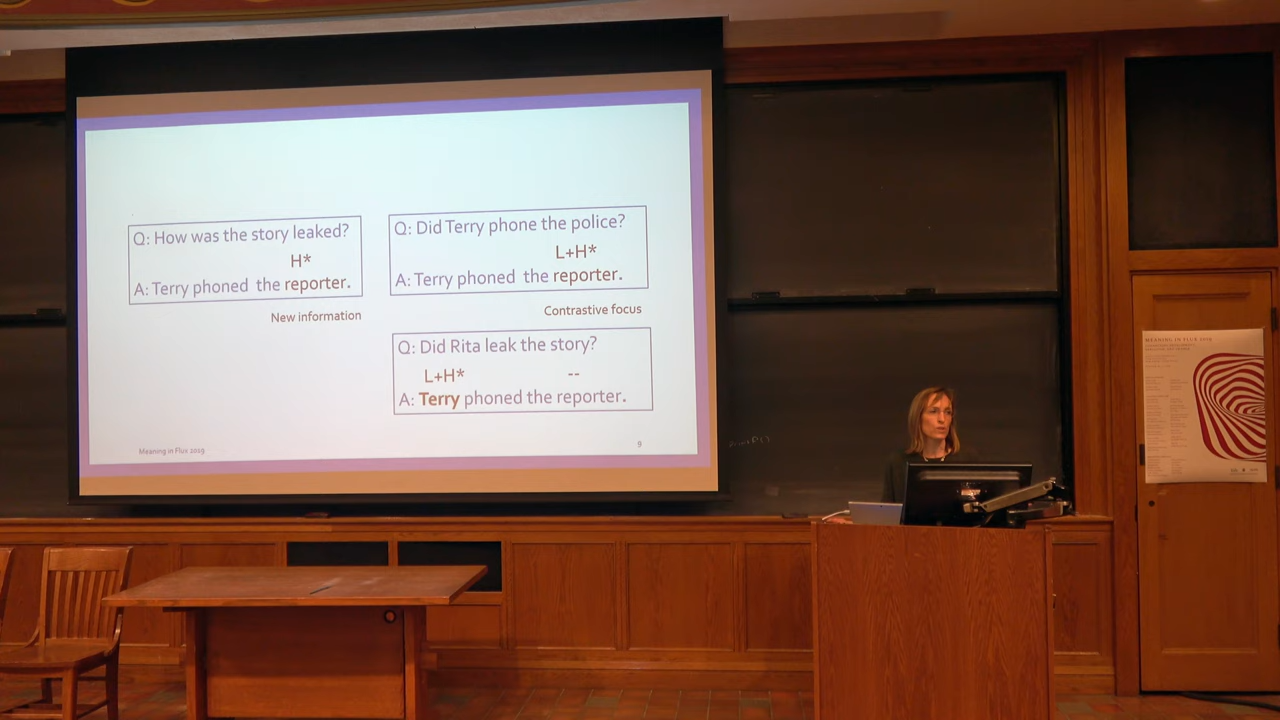 Q: How was the story leaked?
H*
A: Terry phoned the reporter.
New information
Q: Did Terry phone the police?
L+H*
A: Terry phoned the reporter.
Contrastive focus
Q: Did Rita leak the story?
L+H* --
A: Terry phoned the reporter.
Meaning in Flux 2019
9
MEANING IN FLUX 2019